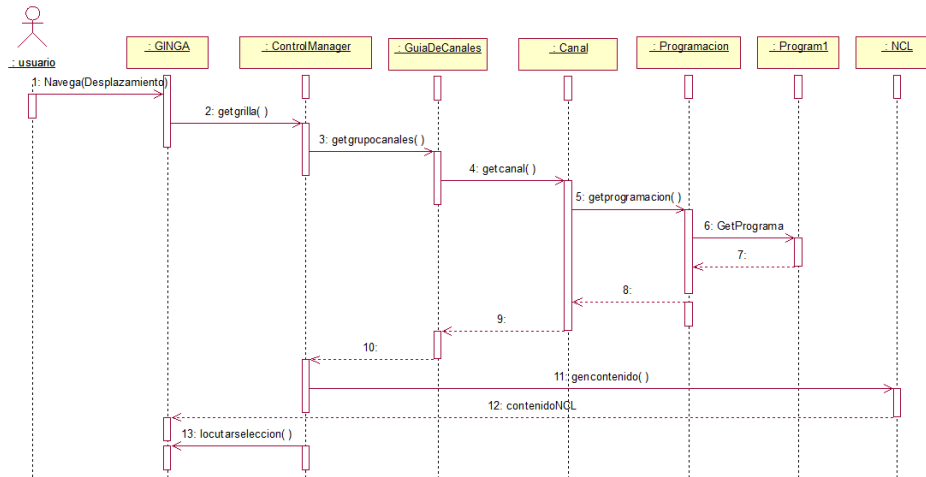 : usuario
: GINGA
: ControlManager
: GuiaDeCanales
: Canal
: Programacion
: Program1
: NCL
1: Navega(Desplazamiento)
2: getgrilla( )
3: getgrupocanales( )
4: getcanal( )
5: getprogramacion( )
6: GetPrograma
7:
8:
9:
10:
11: gencontenido( )
12: contenidoNCL
13: locutarseleccion( )